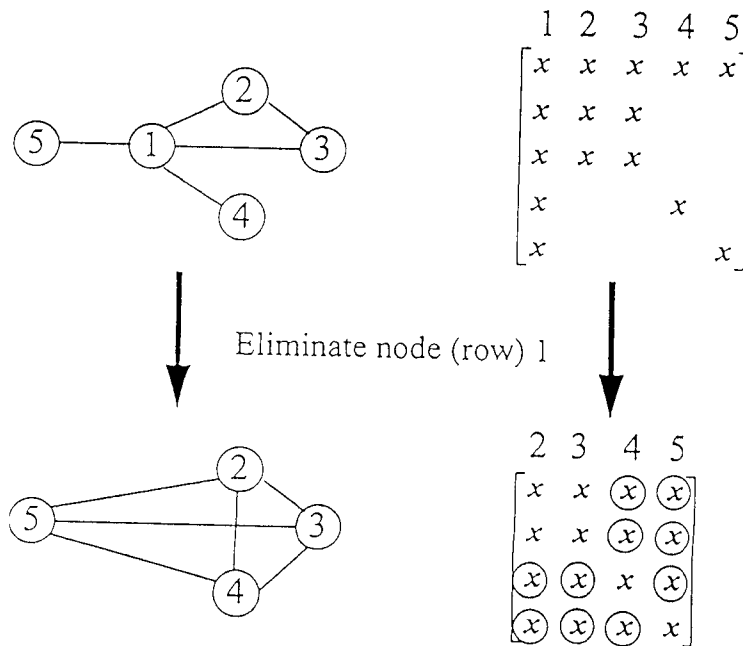 1 2 3 4 5
x x x x x
x x x
x x x
x x
x x
2
5 1 3
4
Eliminate node (row) 1
2 3 4 5
x x x x
x x x x
x x x x
x x x x
2
5 3
4